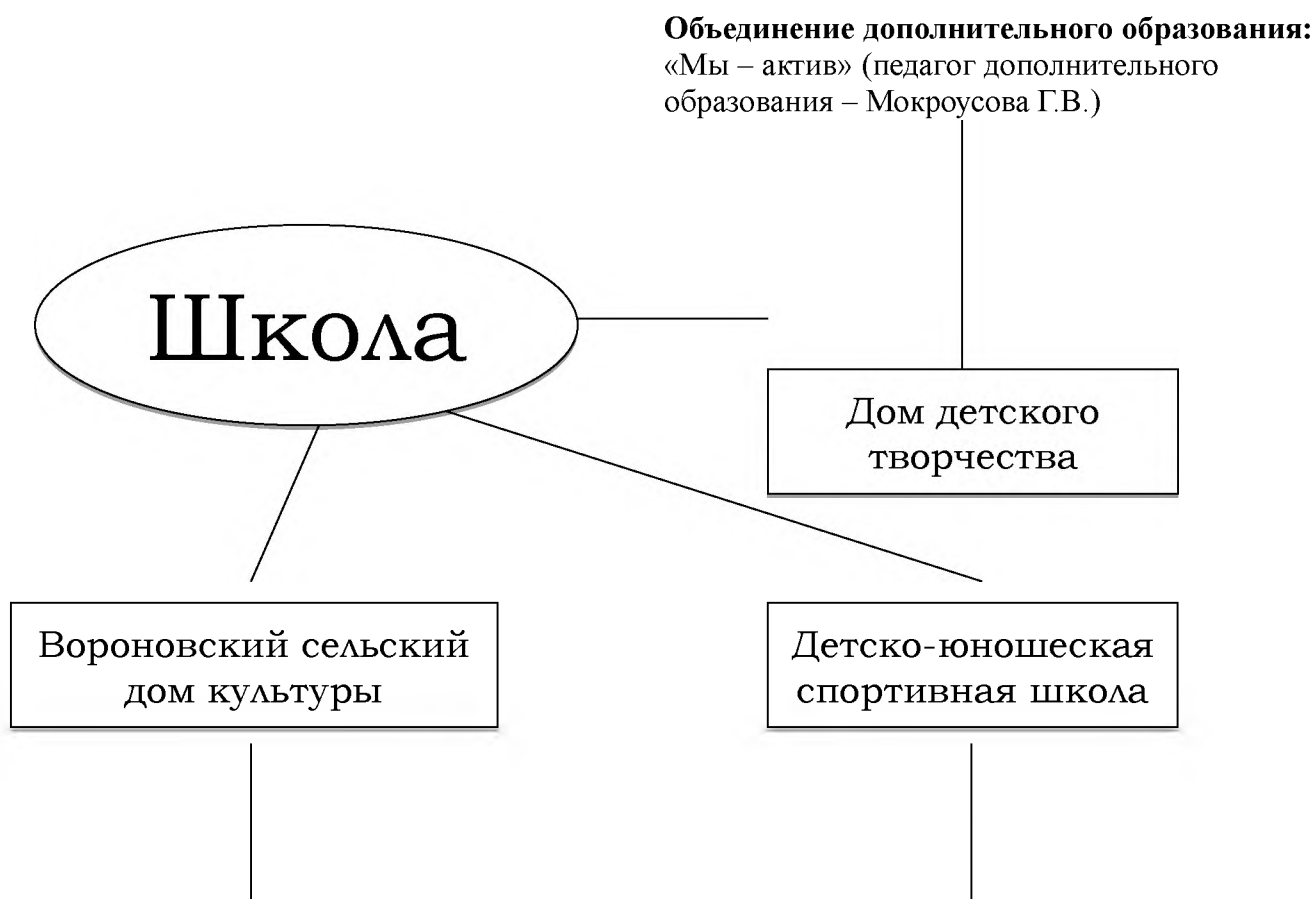 Объединение дополнительного образования:
«Мы – актив» (педагог дополнительного
образования – Мокроусова Г.В.)
Школа
Дом детского
творчества
Вороновский сельский
дом культуры
Детско-юношеская
спортивная школа